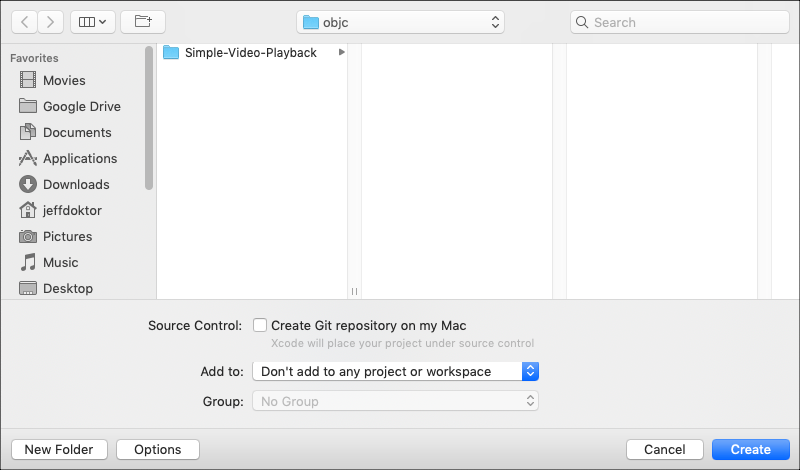 objc
Search
Favorites
Movies
Google Drive
Documents
Applications
Downloads
jeffdoktor
Pictures
Music
Desktop
Simple-Video-Playback
Source Control: Create Git repository on my Mac
Xcode will place your project under source control
Add to: Don't add to any project or workspace
Group: No Group
New Folder Options Cancel Create